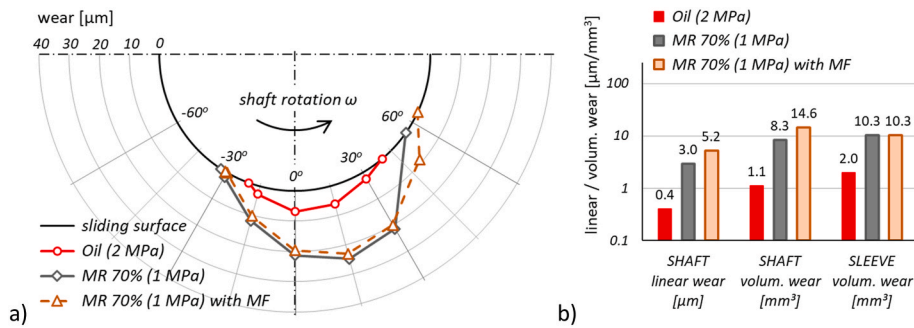 wear [µm]
40 30 20 10 0
shaft rotation ω
-60°
60°
-30°
30°
0°
sliding surface
Oil (2 MPa)
MR 70% (1 MPa)
MR 70% (1 MPa) with MF
a)
Oil (2 MPa)
MR 70% (1 MPa)
MR 70% (1 MPa) with MF
linear / volum. wear [µm/mm³]
100
10
1
0.1
0.4
3.0
5.2
1.1
8.3
14.6
2.0
10.3
10.3
SHAFT
linear wear
[µm]
SHAFT
volum. wear
[mm³]
SLEEVE
volum. wear
[mm³]
b)